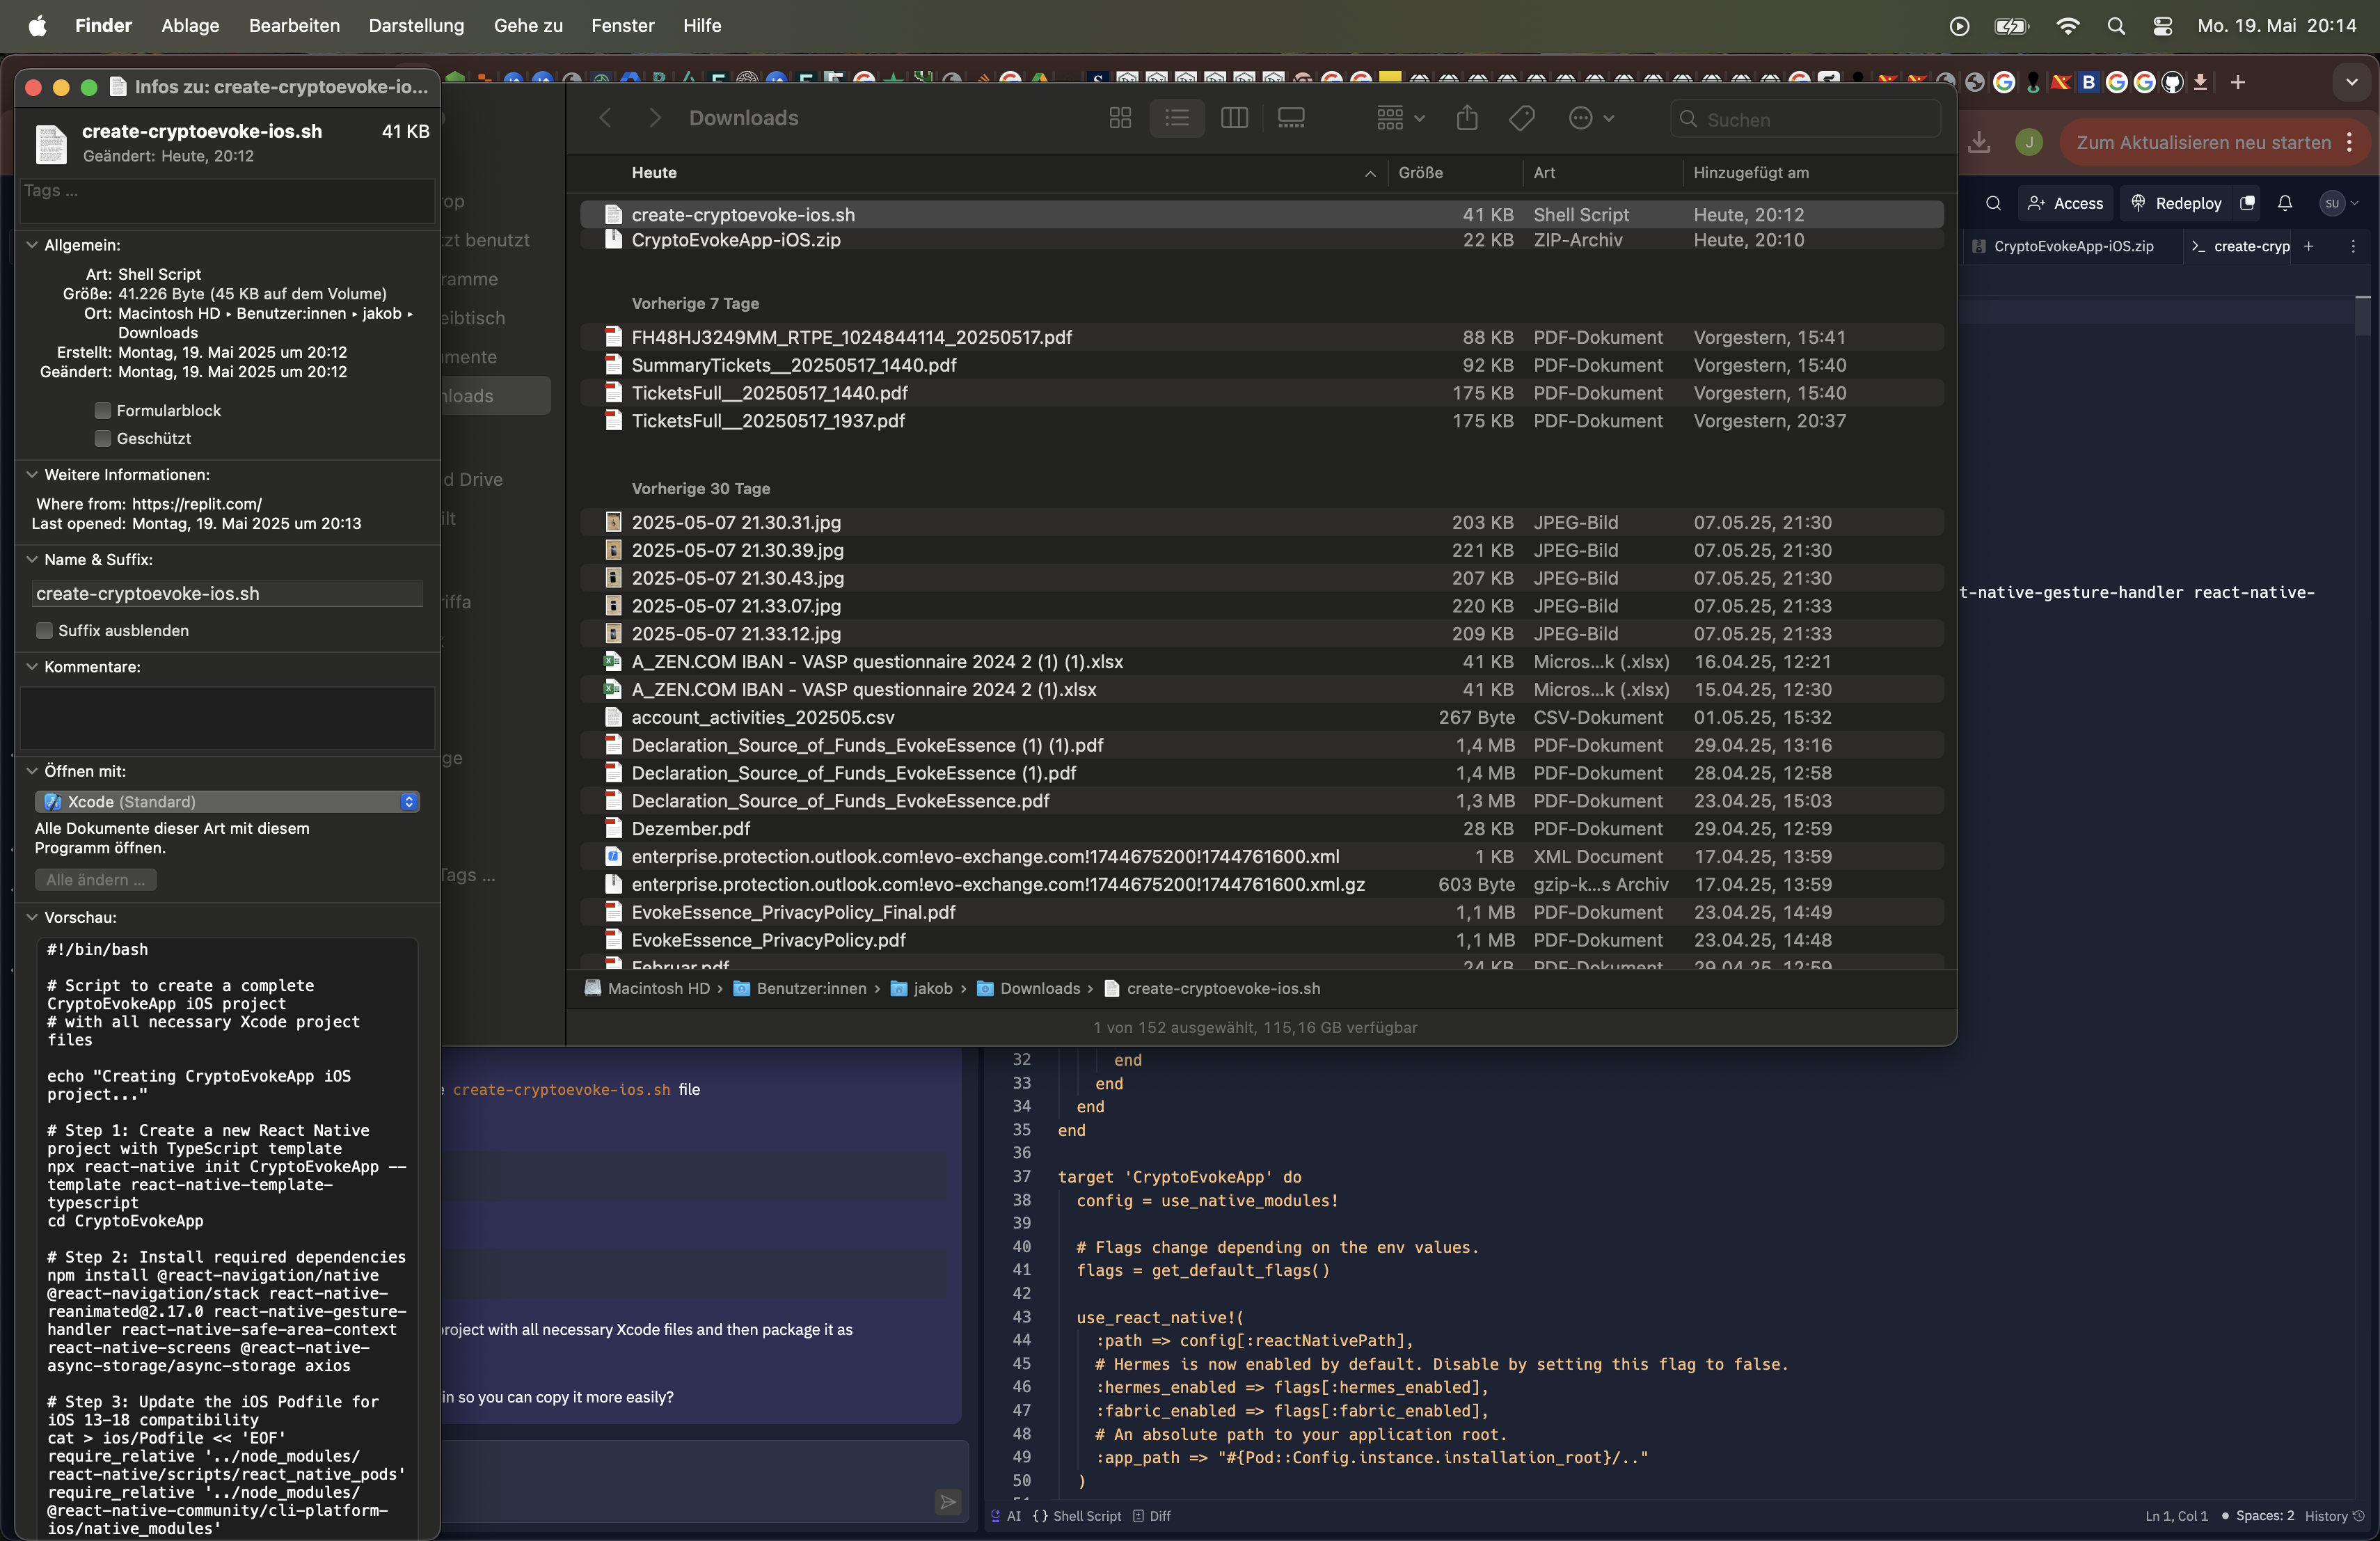 Finder Ablage Bearbeiten Darstellung Gehe zu Fenster Hilfe
Mo. 19. Mai 20:14
Infos zu: create-cryptoevoke-io...
create-cryptoevoke-ios.sh 41 KB
Geändert: Heute, 20:12
Tags ...
Allgemein:
Art: Shell Script
Größe: 41.226 Byte (45 KB auf dem Volume)
Ort: Macintosh HD ▸ Benutzer:innen ▸ jakob ▸
Downloads
Erstellt: Montag, 19. Mai 2025 um 20:12
Geändert: Montag, 19. Mai 2025 um 20:12
Formularblock
Geschützt
Weitere Informationen:
Where from: https://replit.com/
Last opened: Montag, 19. Mai 2025 um 20:13
Name & Suffix:
create-cryptoevoke-ios.sh
Suffix ausblenden
Kommentare:
Öffnen mit:
Xcode (Standard)
Alle Dokumente dieser Art mit diesem
Programm öffnen.
Alle ändern ...
Vorschau:
#!/bin/bash
# Script to create a complete
CryptoEvokeApp iOS project
# with all necessary Xcode project
files
echo "Creating CryptoEvokeApp iOS
project..."
# Step 1: Create a new React Native
project with TypeScript template
npx react-native init CryptoEvokeApp --
template react-native-template-
typescript
cd CryptoEvokeApp
# Step 2: Install required dependencies
npm install @react-navigation/native
@react-navigation/stack react-native-
reanimated@2.17.0 react-native-gesture-
handler react-native-safe-area-context
react-native-screens @react-native-
async-storage/async-storage axios
# Step 3: Update the iOS Podfile for
iOS 13-18 compatibility
cat > ios/Podfile << 'EOF'
require_relative '../node_modules/
react-native/scripts/react_native_pods'
require_relative '../node_modules/
@react-native-community/cli-platform-
ios/native_modules'
op
zt benutzt
ramme
eibtisch
mente
nloads
d Drive
ilt
iffa
ge
Tags ...
Downloads
Suchen
Heute Größe Art Hinzugefügt am
create-cryptoevoke-ios.sh 41 KB Shell Script Heute, 20:12
CryptoEvokeApp-iOS.zip 22 KB ZIP-Archiv Heute, 20:10
Vorherige 7 Tage
FH48HJ3249MM_RTPE_1024844114_20250517.pdf 88 KB PDF-Dokument Vorgestern, 15:41
SummaryTickets__20250517_1440.pdf 92 KB PDF-Dokument Vorgestern, 15:40
TicketsFull__20250517_1440.pdf 175 KB PDF-Dokument Vorgestern, 15:40
TicketsFull__20250517_1937.pdf 175 KB PDF-Dokument Vorgestern, 20:37
Vorherige 30 Tage
2025-05-07 21.30.31.jpg 203 KB JPEG-Bild 07.05.25, 21:30
2025-05-07 21.30.39.jpg 221 KB JPEG-Bild 07.05.25, 21:30
2025-05-07 21.30.43.jpg 207 KB JPEG-Bild 07.05.25, 21:30
2025-05-07 21.33.07.jpg 220 KB JPEG-Bild 07.05.25, 21:33
2025-05-07 21.33.12.jpg 209 KB JPEG-Bild 07.05.25, 21:33
A_ZEN.COM IBAN - VASP questionnaire 2024 2 (1) (1).xlsx 41 KB Micros...k (.xlsx) 16.04.25, 12:21
A_ZEN.COM IBAN - VASP questionnaire 2024 2 (1).xlsx 41 KB Micros...k (.xlsx) 15.04.25, 12:30
account_activities_202505.csv 267 Byte CSV-Dokument 01.05.25, 15:32
Declaration_Source_of_Funds_EvokeEssence (1) (1).pdf 1,4 MB PDF-Dokument 29.04.25, 13:16
Declaration_Source_of_Funds_EvokeEssence (1).pdf 1,4 MB PDF-Dokument 28.04.25, 12:58
Declaration_Source_of_Funds_EvokeEssence.pdf 1,3 MB PDF-Dokument 23.04.25, 15:03
Dezember.pdf 28 KB PDF-Dokument 29.04.25, 12:59
enterprise.protection.outlook.com!evo-exchange.com!1744675200!1744761600.xml 1 KB XML Document 17.04.25, 13:59
enterprise.protection.outlook.com!evo-exchange.com!1744675200!1744761600.xml.gz 603 Byte gzip-k...s Archiv 17.04.25, 13:59
EvokeEssence_PrivacyPolicy_Final.pdf 1,1 MB PDF-Dokument 23.04.25, 14:49
EvokeEssence_PrivacyPolicy.pdf 1,1 MB PDF-Dokument 23.04.25, 14:48
Februar.pdf 24 KB PDF-Dokument 29.04.25, 12:59
Macintosh HD › Benutzer:innen › jakob › Downloads › create-cryptoevoke-ios.sh
1 von 152 ausgewählt, 115,16 GB verfügbar
J Zum Aktualisieren neu starten
Access Redeploy SU
CryptoEvokeApp-iOS.zip create-cryp
t-native-gesture-handler react-native-
create-cryptoevoke-ios.sh file
roject with all necessary Xcode files and then package it as
in so you can copy it more easily?
32 end
33 end
34 end
35 end
36
37 target 'CryptoEvokeApp' do
38 config = use_native_modules!
39
40 # Flags change depending on the env values.
41 flags = get_default_flags()
42
43 use_react_native!(
44 :path => config[:reactNativePath],
45 # Hermes is now enabled by default. Disable by setting this flag to false.
46 :hermes_enabled => flags[:hermes_enabled],
47 :fabric_enabled => flags[:fabric_enabled],
48 # An absolute path to your application root.
49 :app_path => "#{Pod::Config.instance.installation_root}/.."
50 )
AI {} Shell Script Diff
Ln 1, Col 1 Spaces: 2 History